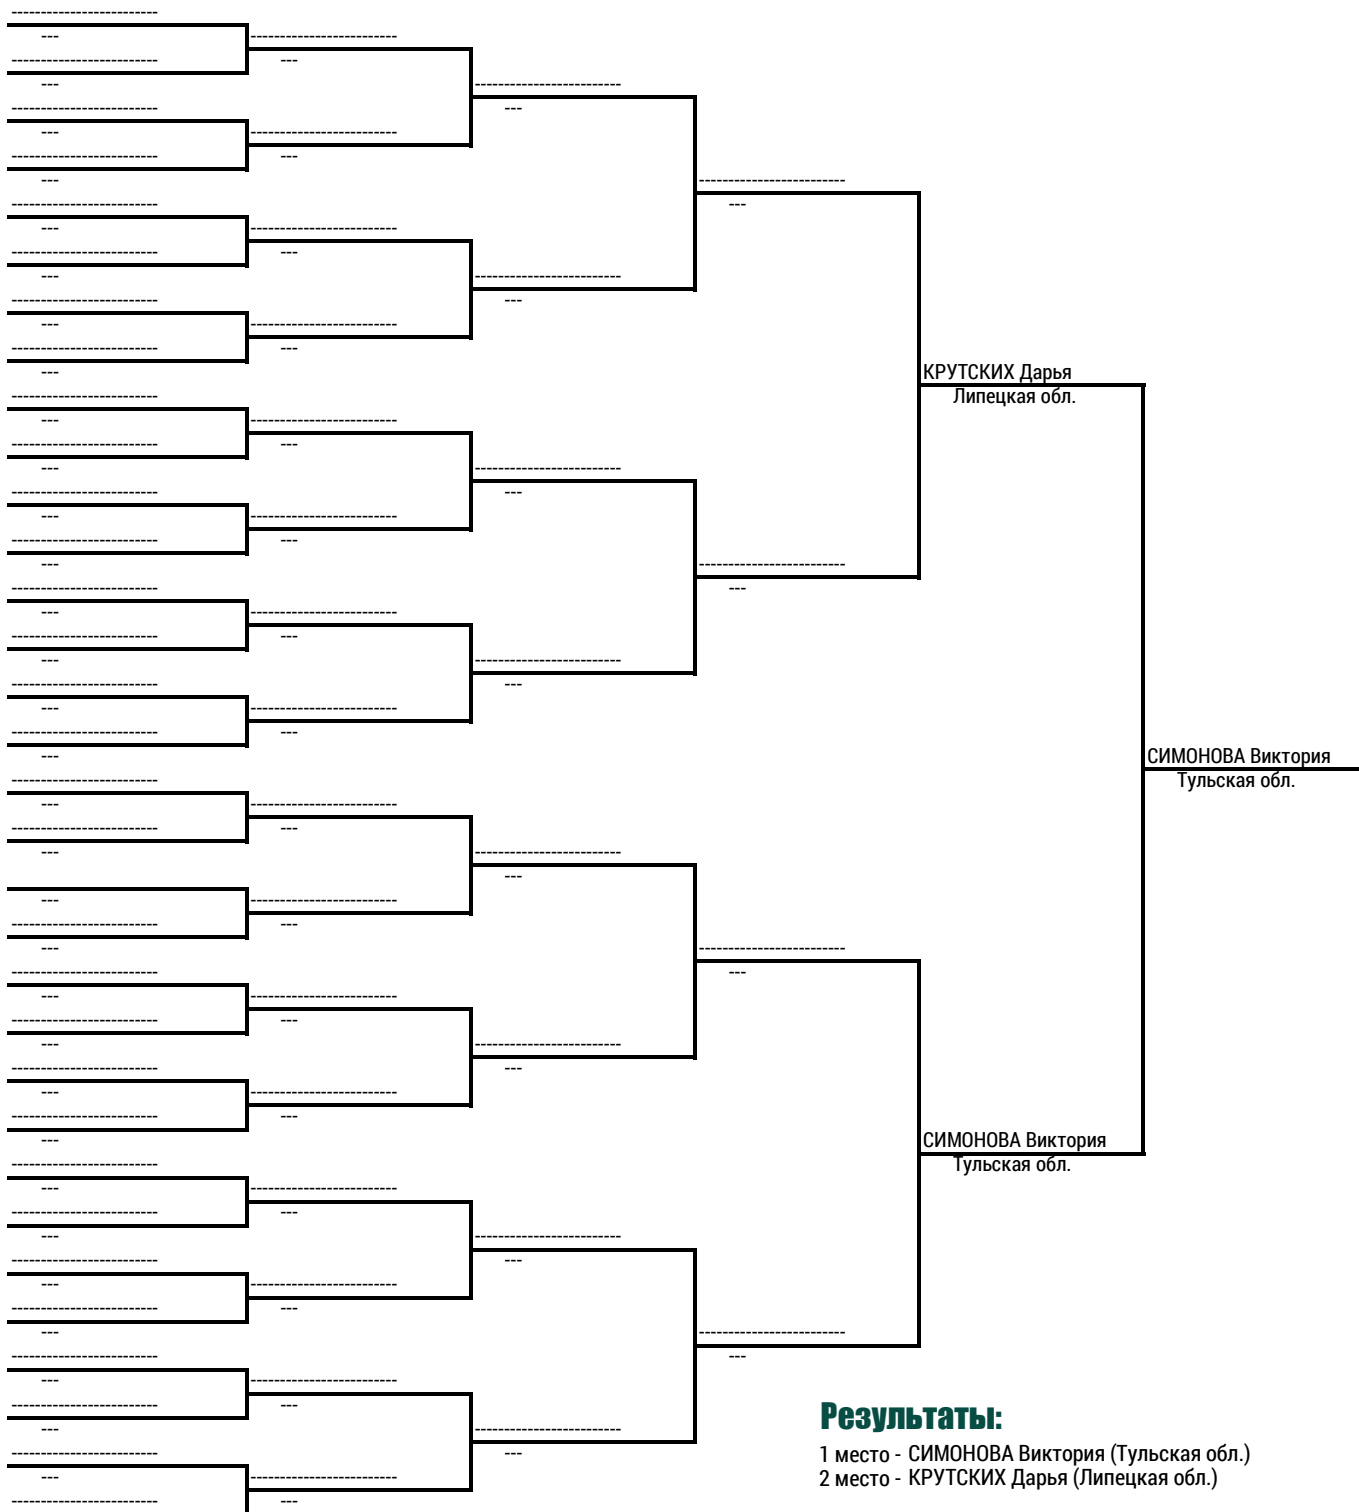 КРУТСКИХ Дарья
Липецкая обл.
СИМОНОВА Виктория
Тульская обл.
СИМОНОВА Виктория
Тульская обл.
Результаты:
1 место - СИМОНОВА Виктория (Тульская обл.)
2 место - КРУТСКИХ Дарья (Липецкая обл.)